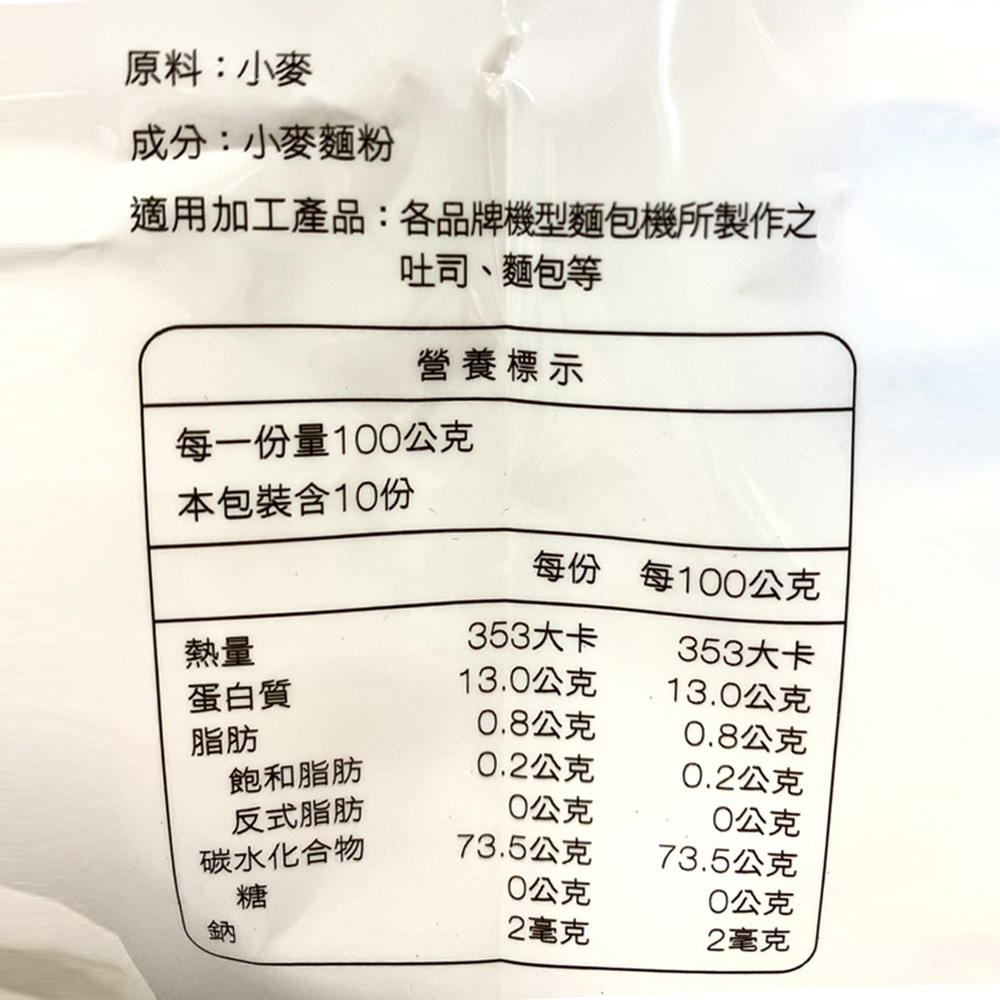 原料：小麥
成分：小麥麵粉
適用加工產品：各品牌機型麵包機所製作之
吐司、麵包等
營養標示
每一份量100公克
本包裝含10份
每份 每100公克
熱量 353大卡 353大卡
蛋白質 13.0公克 13.0公克
脂肪 0.8公克 0.8公克
飽和脂肪 0.2公克 0.2公克
反式脂肪 0公克 0公克
碳水化合物 73.5公克 73.5公克
糖 0公克 0公克
鈉 2毫克 2毫克